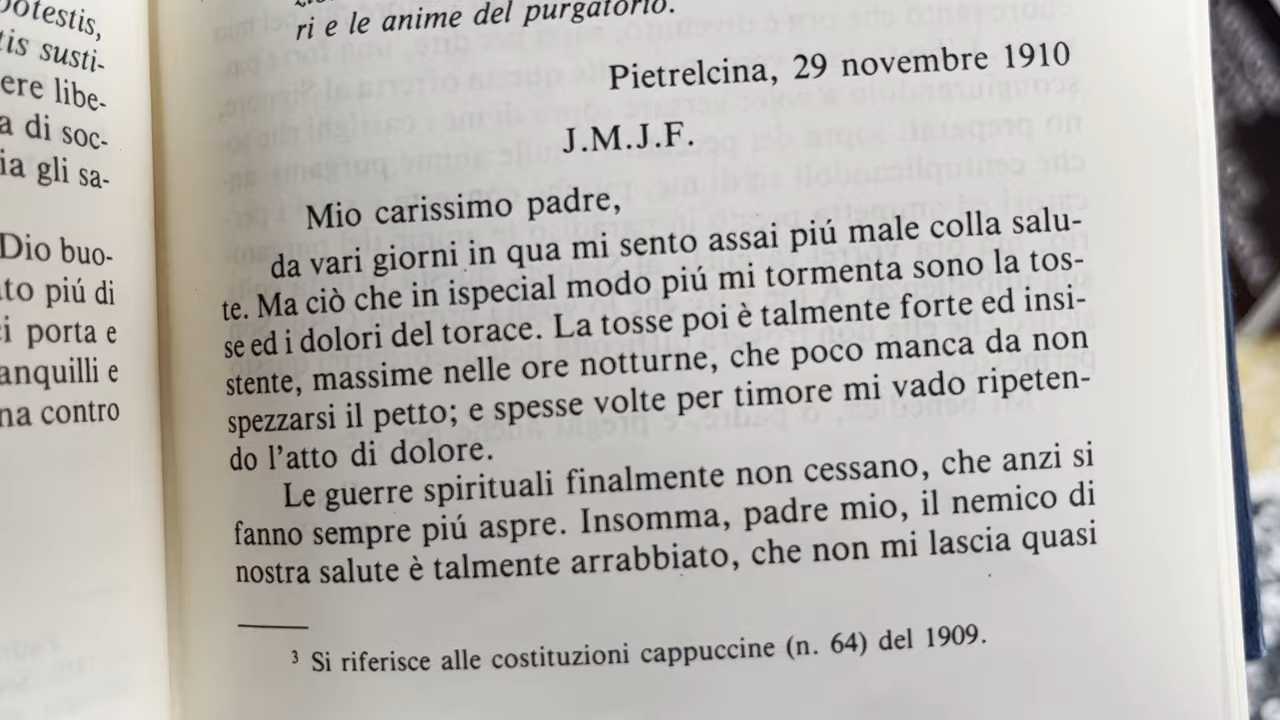 potestis,
tis susti-
ere libe-
a di soc-
ia gli sa-
Dio buo-
to piú di
i porta e
anquilli e
na contro
ri e le anime del purgatorio.
Pietrelcina, 29 novembre 1910
J.M.J.F.
Mio carissimo padre,
da vari giorni in qua mi sento assai piú male colla salu-
te. Ma ciò che in ispecial modo piú mi tormenta sono la tos-
se ed i dolori del torace. La tosse poi è talmente forte ed insi-
stente, massime nelle ore notturne, che poco manca da non
spezzarsi il petto; e spesse volte per timore mi vado ripeten-
do l'atto di dolore.
Le guerre spirituali finalmente non cessano, che anzi si
fanno sempre piú aspre. Insomma, padre mio, il nemico di
nostra salute è talmente arrabbiato, che non mi lascia quasi
³ Si riferisce alle costituzioni cappuccine (n. 64) del 1909.